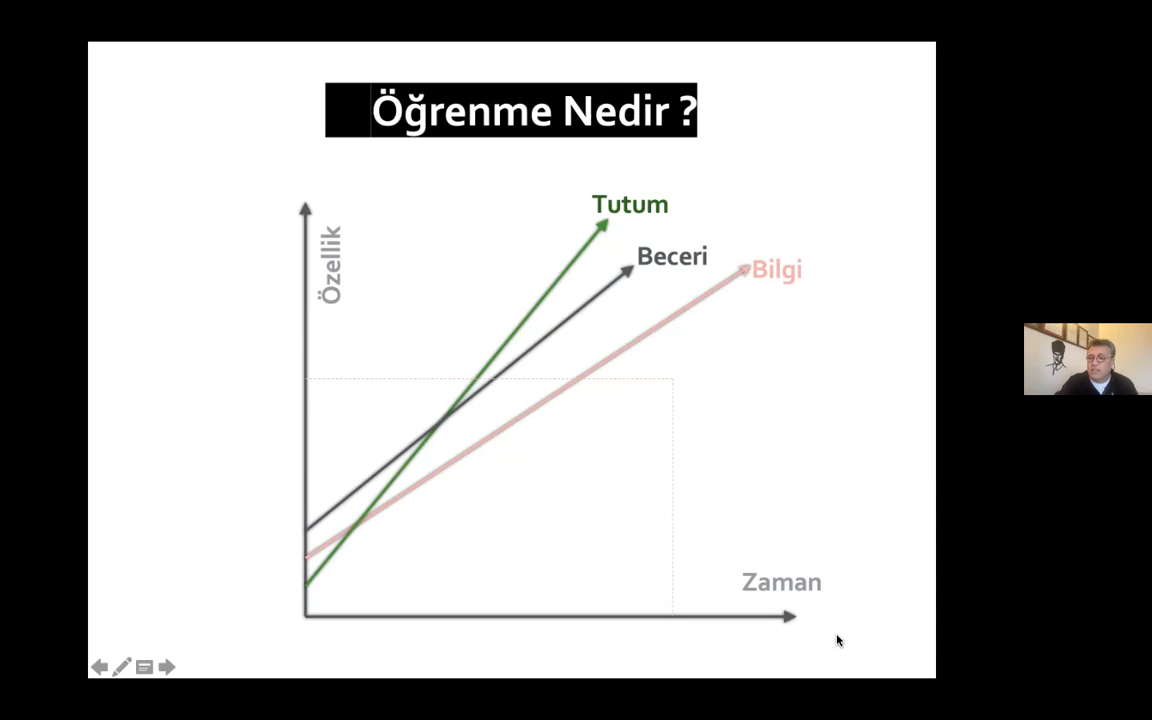 Öğrenme Nedir ?
Tutum
Özellik
Beceri
Bilgi
Zaman